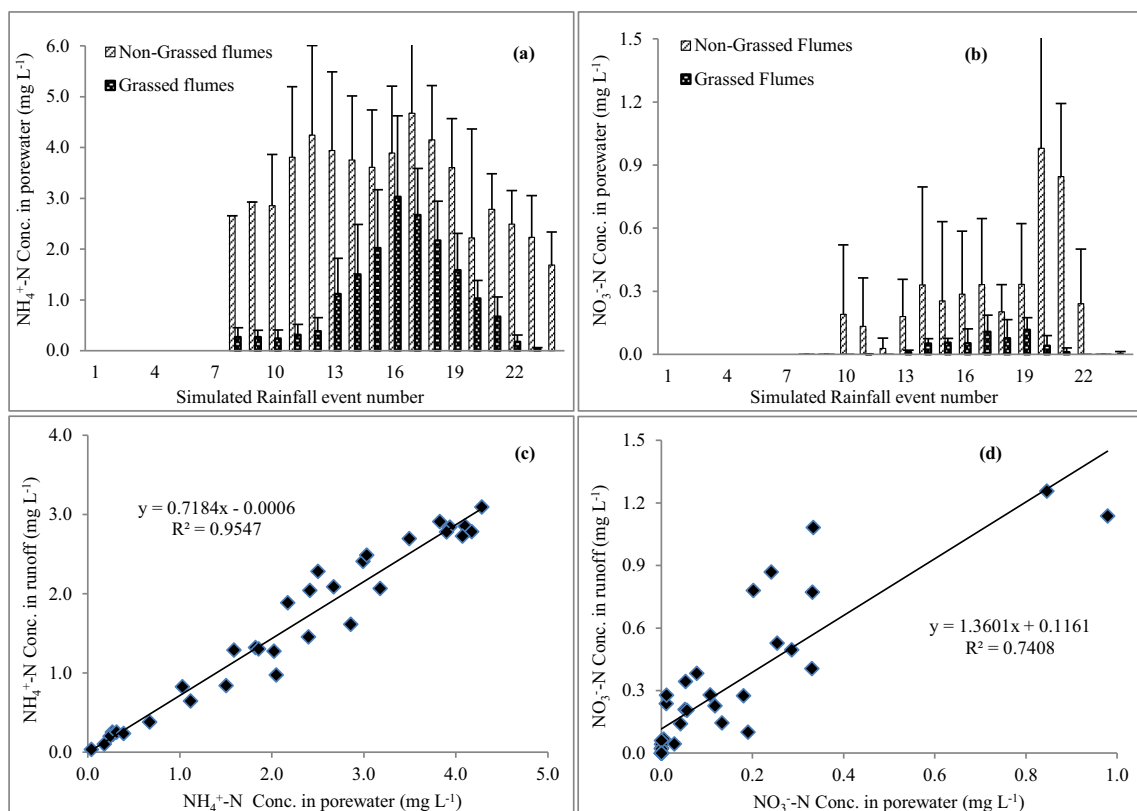 (a)
Non-Grassed flumes
Grassed flumes
NH₄⁺-N Conc. in porewater (mg L⁻¹)
6.0
5.0
4.0
3.0
2.0
1.0
0.0
1 4 7 10 13 16 19 22
Simulated Rainfall event number
(b)
Non-Grassed Flumes
Grassed Flumes
NO₃⁻-N Conc. in porewater (mg L⁻¹)
1.5
1.2
0.9
0.6
0.3
0.0
1 4 7 10 13 16 19 22
Simulated Rainfall event number
(c)
y = 0.7184x - 0.0006
R² = 0.9547
NH₄⁺-N Conc. in runoff (mg L⁻¹)
4.0
3.0
2.0
1.0
0.0
0.0 1.0 2.0 3.0 4.0 5.0
NH₄⁺-N Conc. in porewater (mg L⁻¹)
(d)
y = 1.3601x + 0.1161
R² = 0.7408
NO₃⁻-N Conc. in runoff (mg L⁻¹)
1.5
1.2
0.9
0.6
0.3
0.0
0.0 0.2 0.4 0.6 0.8 1.0
NO₃⁻-N Conc. in porewater (mg L⁻¹)